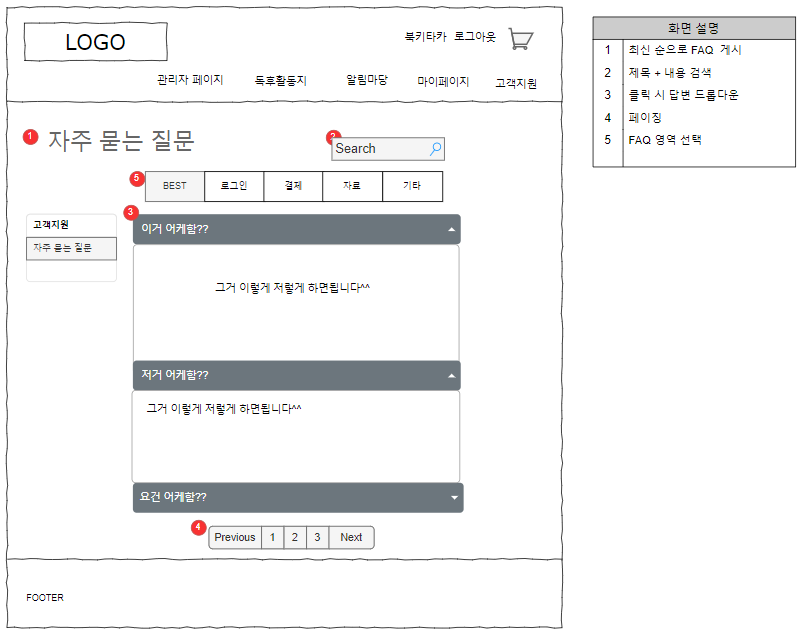 LOGO
북키타카 로그아웃
관리자 페이지 독후활동지 알림마당 마이페이지 고객지원
1 자주 묻는 질문
2
Search
5 BEST 로그인 결제 자료 기타
고객지원
자주 묻는 질문
3
이거 어케함??
그거 이렇게 저렇게 하면됩니다^^
저거 어케함??
그거 이렇게 저렇게 하면됩니다^^
요건 어케함??
4 Previous 1 2 3 Next
FOOTER
화면 설명
1 최신 순으로 FAQ 게시
2 제목 + 내용 검색
3 클릭 시 답변 드롭다운
4 페이징
5 FAQ 영역 선택